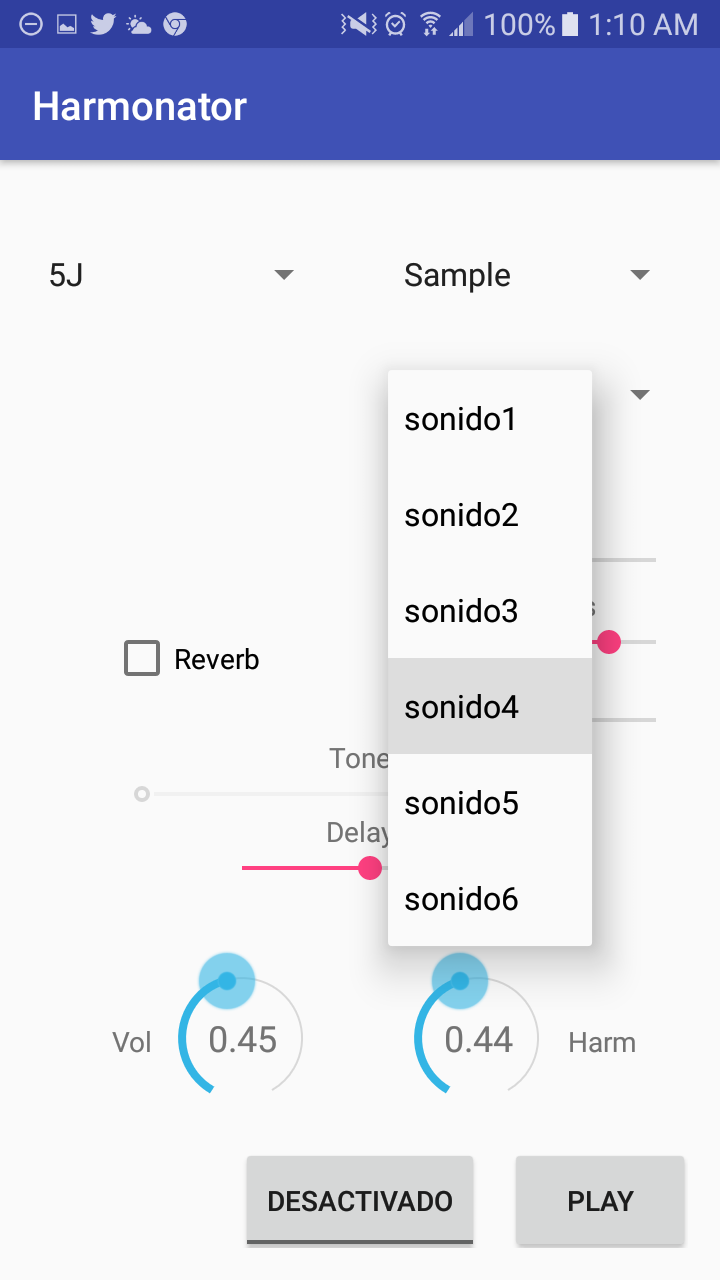 100% 1:10 AM
Harmonator
5J
Sample
sonido1
sonido2
sonido3
Reverb
sonido4
Tone
Delay
sonido5
sonido6
Vol
0.45
0.44
Harm
DESACTIVADO
PLAY